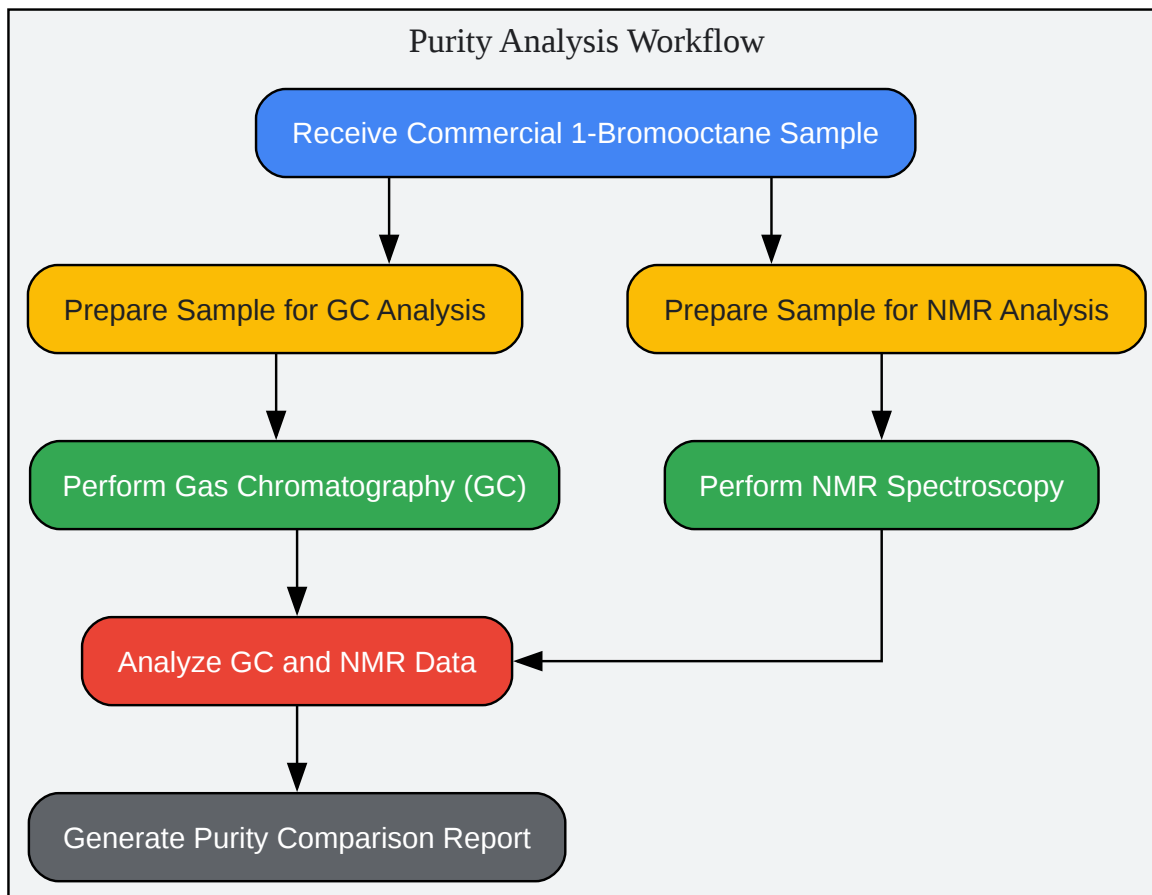 Purity Analysis Workflow
Receive Commercial 1-Bromooctane Sample
Prepare Sample for GC Analysis
Prepare Sample for NMR Analysis
Perform Gas Chromatography (GC)
Perform NMR Spectroscopy
Analyze GC and NMR Data
Generate Purity Comparison Report